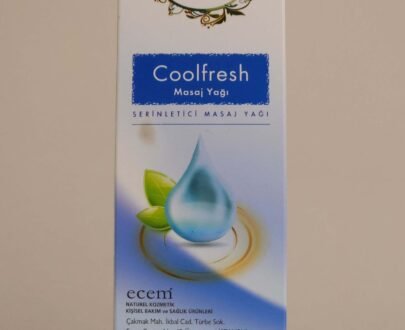 Coolfresh
Masaj Yağı
SERİNLETİCİ MASAJ YAĞI
ecem
NATUREL-KOZMETİK
KİŞİSEL BAKIM ve SAĞLIK ÜRÜNLERİ
Çakmak Mah. İkbal Cad. Türbe Sok.